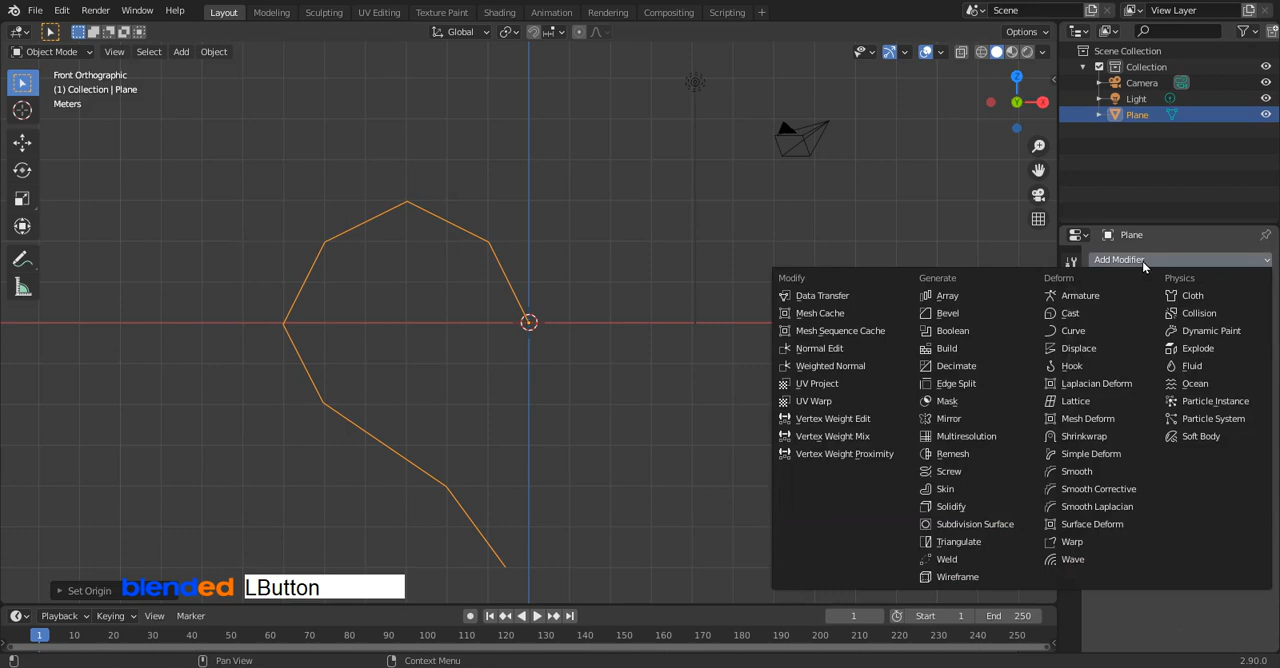 File Edit Render Window Help Layout Modeling Sculpting UV Editing Texture Paint Shading Animation Rendering Compositing Scripting + Scene View Layer
Global Options
Object Mode View Select Add Object
Front Orthographic
(1) Collection | Plane
Meters
Z
Y
X
Scene Collection
Collection
Camera
Light
Plane
Plane
Add Modifier
Modify Generate Deform Physics
Data Transfer Array Armature Cloth
Mesh Cache Bevel Cast Collision
Mesh Sequence Cache Boolean Curve Dynamic Paint
Normal Edit Build Displace Explode
Weighted Normal Decimate Hook Fluid
UV Project Edge Split Laplacian Deform Ocean
UV Warp Mask Lattice Particle Instance
Vertex Weight Edit Mirror Mesh Deform Particle System
Vertex Weight Mix Multiresolution Shrinkwrap Soft Body
Vertex Weight Proximity Remesh Simple Deform
Screw Smooth
Skin Smooth Corrective
Solidify Smooth Laplacian
Subdivision Surface Surface Deform
Triangulate Warp
Weld Wave
Wireframe
Set Origin blended LButton
Playback Keying View Marker 1 Start 1 End 250
1 10 20 30 40 50 60 70 80 90 100 110 120 130 140 150 160 170 180 190 200 210 220 230 240 250
Pan View Context Menu 2.90.0